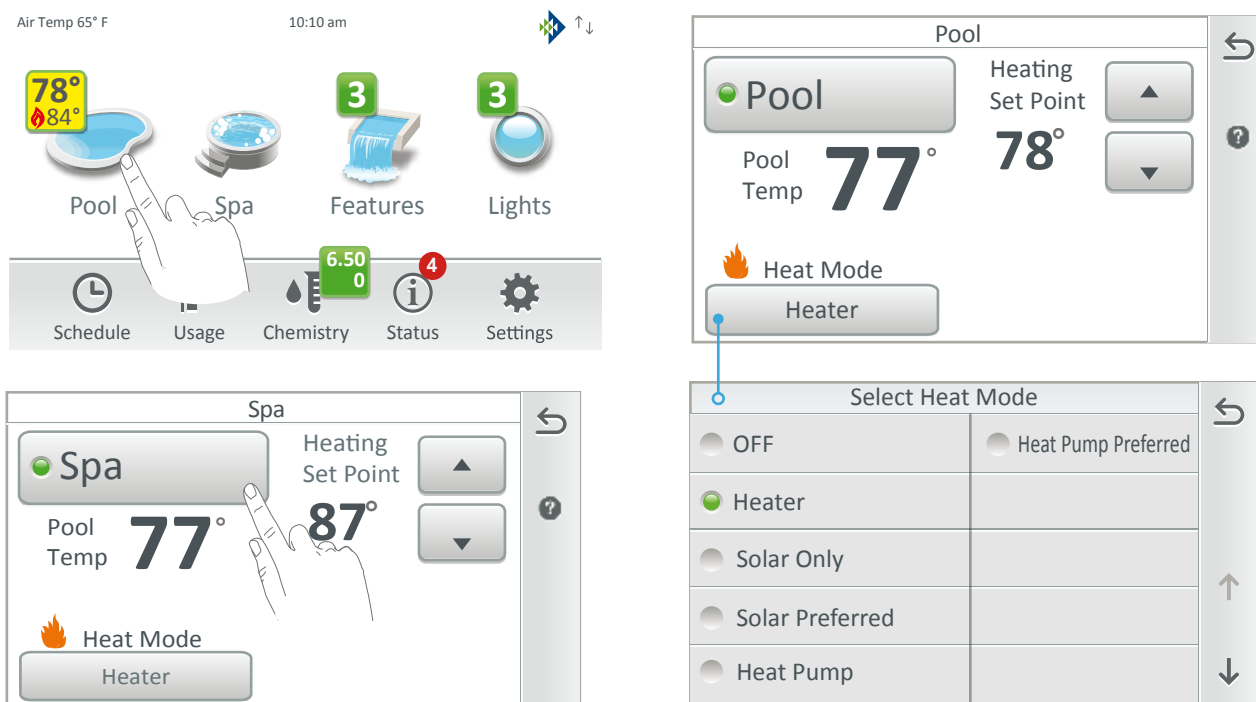 Air Temp 65° F
10:10 am
78°
84°
3
3
Pool
Spa
Features
Lights
6.50
0
4
Schedule
Usage
Chemistry
Status
Settings
Pool
Pool
Heating
Set Point
78°
Pool
Temp
77°
Heat Mode
Heater
Spa
Spa
Heating
Set Point
87°
Pool
Temp
77°
Heat Mode
Heater
Select Heat Mode
OFF
Heat Pump Preferred
Heater
Solar Only
Solar Preferred
Heat Pump